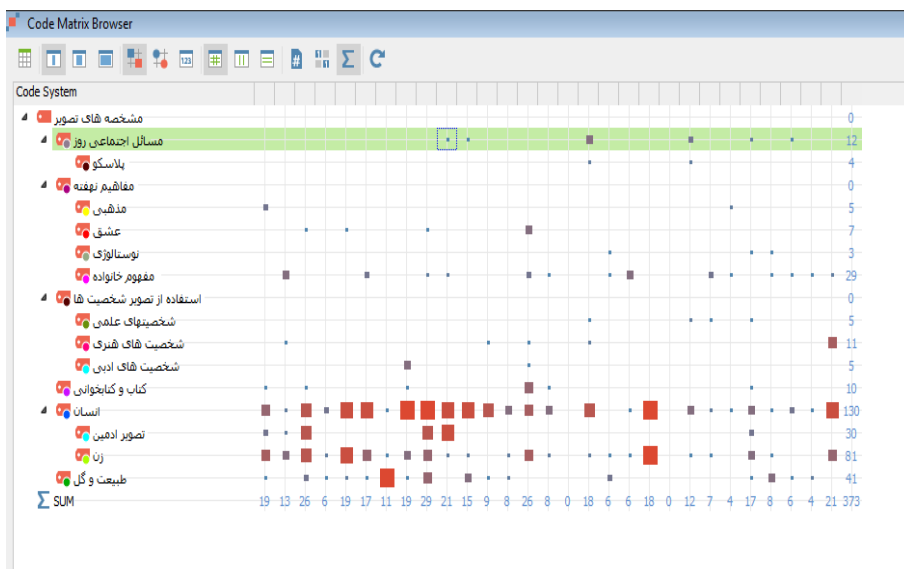 Code Matrix Browser
Code System
مشخصه های تصویر 0
مسائل اجتماعی روز 12
پلاسکو 4
مفاهیم نهفته 0
مذهبی 5
عشق 7
نوستالوژی 3
مفهوم خانواده 29
استفاده از تصویر شخصیت ها 0
شخصیتهای علمی 5
شخصیت های هنری 11
شخصیت های ادبی 5
کتاب و کتابخوانی 10
انسان 130
تصویر ادمین 30
زن 81
طبیعت و گل 41
Σ SUM 19 13 26 6 19 17 11 19 29 21 15 9 8 26 8 0 18 6 6 18 0 12 7 4 17 8 6 4 21 373